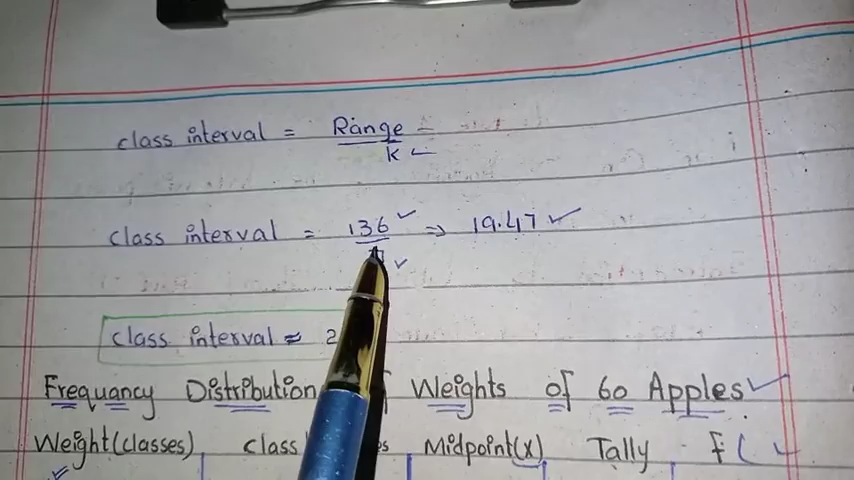 class interval = Range
K
class interval = 136 ⇒ 19.47
class interval ≈ 2
Frequancy Distribution Weights of 60 Apples
Weight(classes) class Midpoint(x) Tally F(